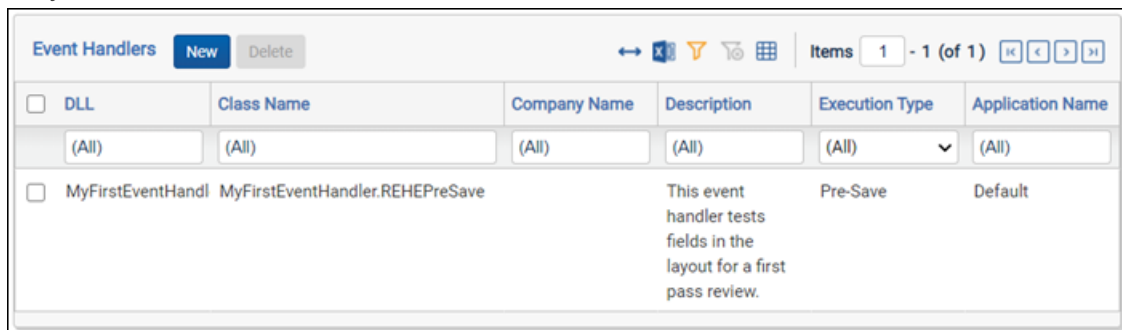 Event Handlers New Delete Items 1 - 1 (of 1)
DLL Class Name Company Name Description Execution Type Application Name
(All) (All) (All) (All) (All) (All)
MyFirstEventHandl MyFirstEventHandler.REHEPreSave This event Pre-Save Default
handler tests
fields in the
layout for a first
pass review.